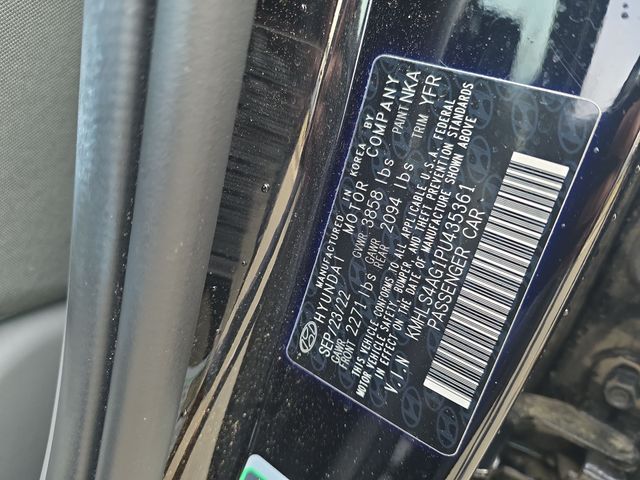 MANUFACTURED IN KOREA BY
HYUNDAI MOTOR COMPANY
SEP/23/22 GVWR 3858 lbs PAINT NKA
GAWR FRONT 2271 lbs GAWR REAR 2094 lbs TRIM YFR
THIS VEHICLE CONFORMS TO ALL APPLICABLE U.S.A. FEDERAL
MOTOR VEHICLE SAFETY, BUMPER, AND THEFT PREVENTION STANDARDS
IN EFFECT ON THE DATE OF MANUFACTURE SHOWN ABOVE
V.I.N KMHLS4AG1PU435361
PASSENGER CAR